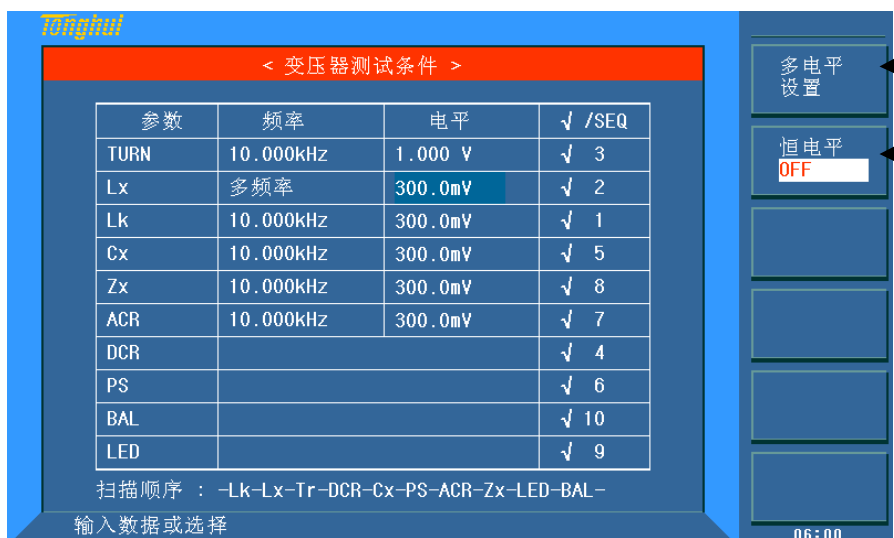 Tonghui
< 变压器测试条件 >
参数 频率 电平 √ /SEQ
TURN 10.000kHz 1.000 V √ 3
Lx 多频率 300.0mV √ 2
Lk 10.000kHz 300.0mV √ 1
Cx 10.000kHz 300.0mV √ 5
Zx 10.000kHz 300.0mV √ 8
ACR 10.000kHz 300.0mV √ 7
DCR √ 4
PS √ 6
BAL √ 10
LED √ 9
扫描顺序 : -Lk-Lx-Tr-DCR-Cx-PS-ACR-Zx-LED-BAL-
输入数据或选择
多电平
设置
恒电平
OFF
06:00